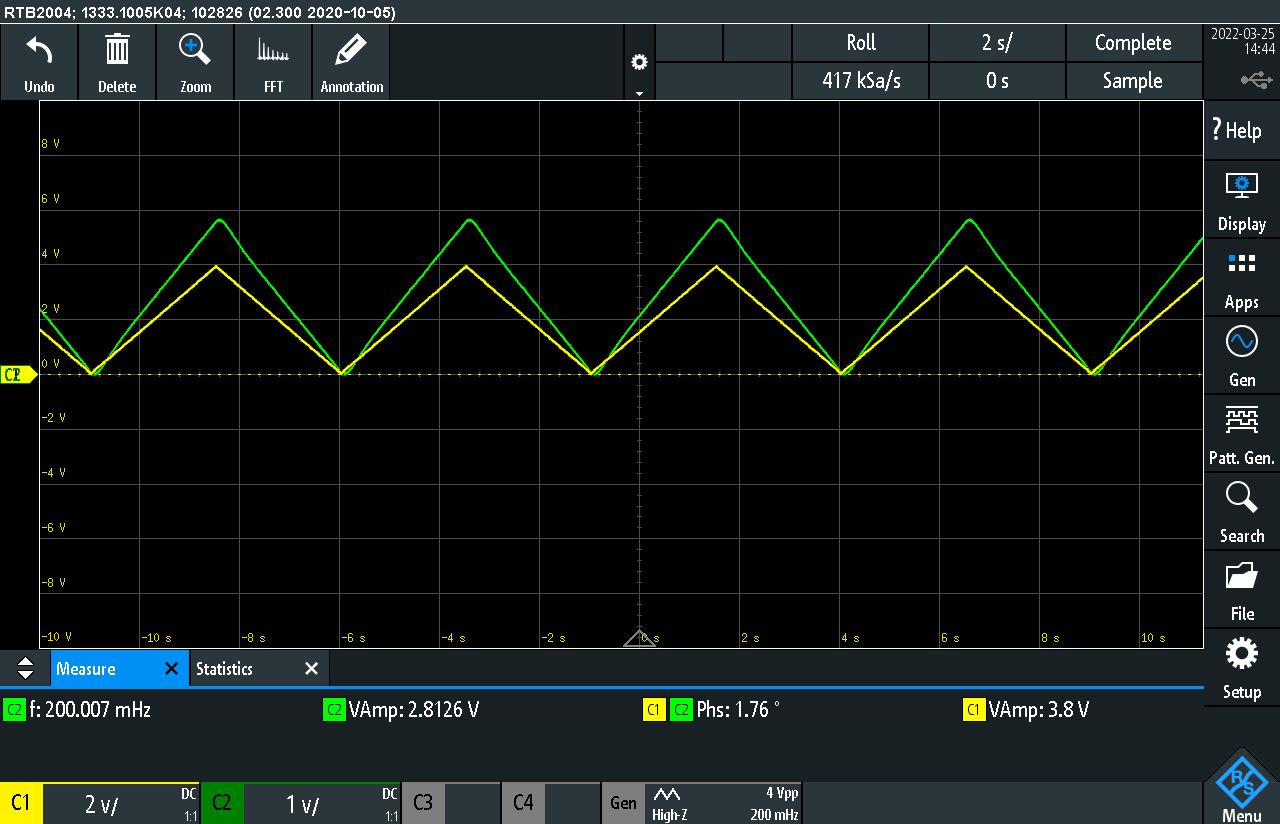 RTB2004; 1333.1005K04; 102826 (02.300 2020-10-05)
Undo
Delete
Zoom
FFT
Annotation
Roll
2 s/
Complete
417 kSa/s
0 s
Sample
2022-03-25
14:44
? Help
Display
Apps
Gen
Patt. Gen.
Search
File
Setup
Menu
8 V
6 V
4 V
2 V
0 V
-2 V
-4 V
-6 V
-8 V
-10 V
-10 s
-8 s
-6 s
-4 s
-2 s
0 s
2 s
4 s
6 s
8 s
10 s
Measure
Statistics
C2 f: 200.007 mHz
C2 VAmp: 2.8126 V
C1 C2 Phs: 1.76 °
C1 VAmp: 3.8 V
C1 2 V/ DC 1:1
C2 1 V/ DC 1:1
C3
C4
Gen High-Z 4 Vpp 200 mHz
R&S